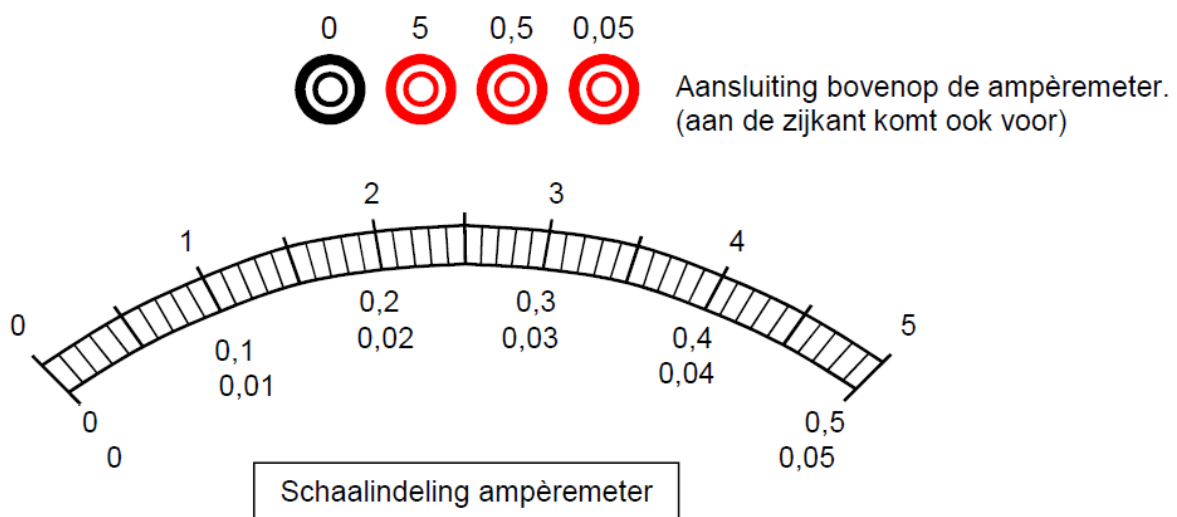 0 5 0,5 0,05
Aansluiting bovenop de ampèremeter.
(aan de zijkant komt ook voor)
0 1 2 3 4 5
0 0,1 0,2 0,3 0,4 0,5
0 0,01 0,02 0,03 0,04 0,05
Schaalindeling ampèremeter